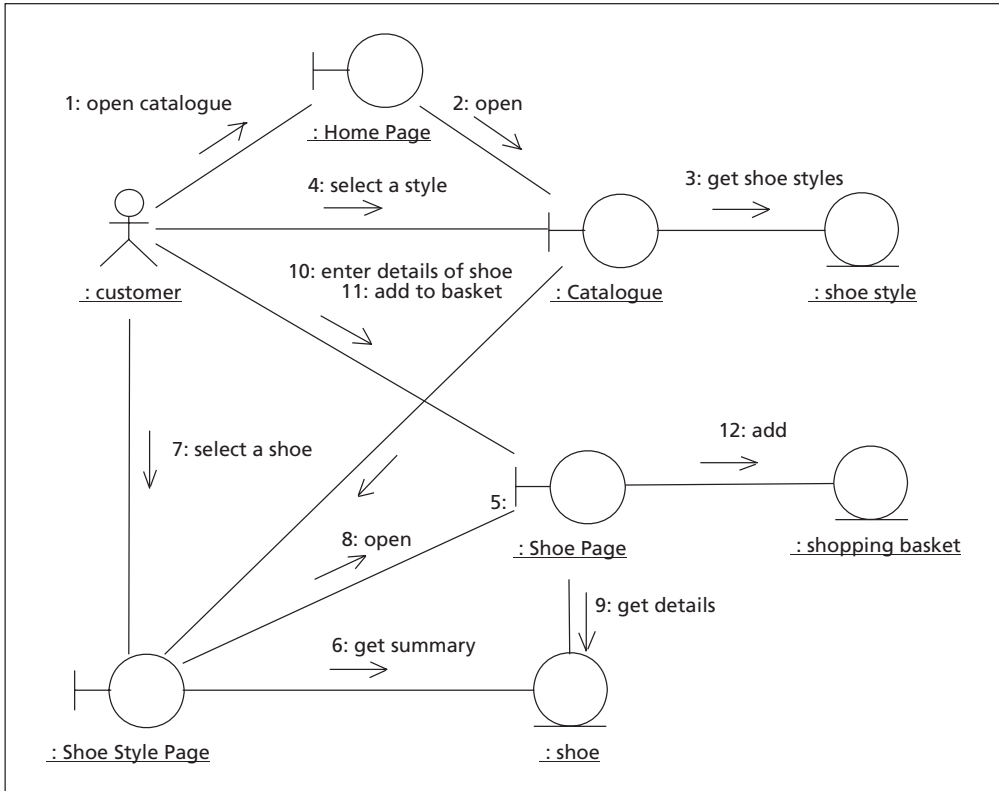 1: open catalogue
2: open
: Home Page
4: select a style
3: get shoe styles
10: enter details of shoe
11: add to basket
: customer
: Catalogue
: shoe style
7: select a shoe
12: add
5:
8: open
: Shoe Page
: shopping basket
9: get details
6: get summary
: Shoe Style Page
: shoe